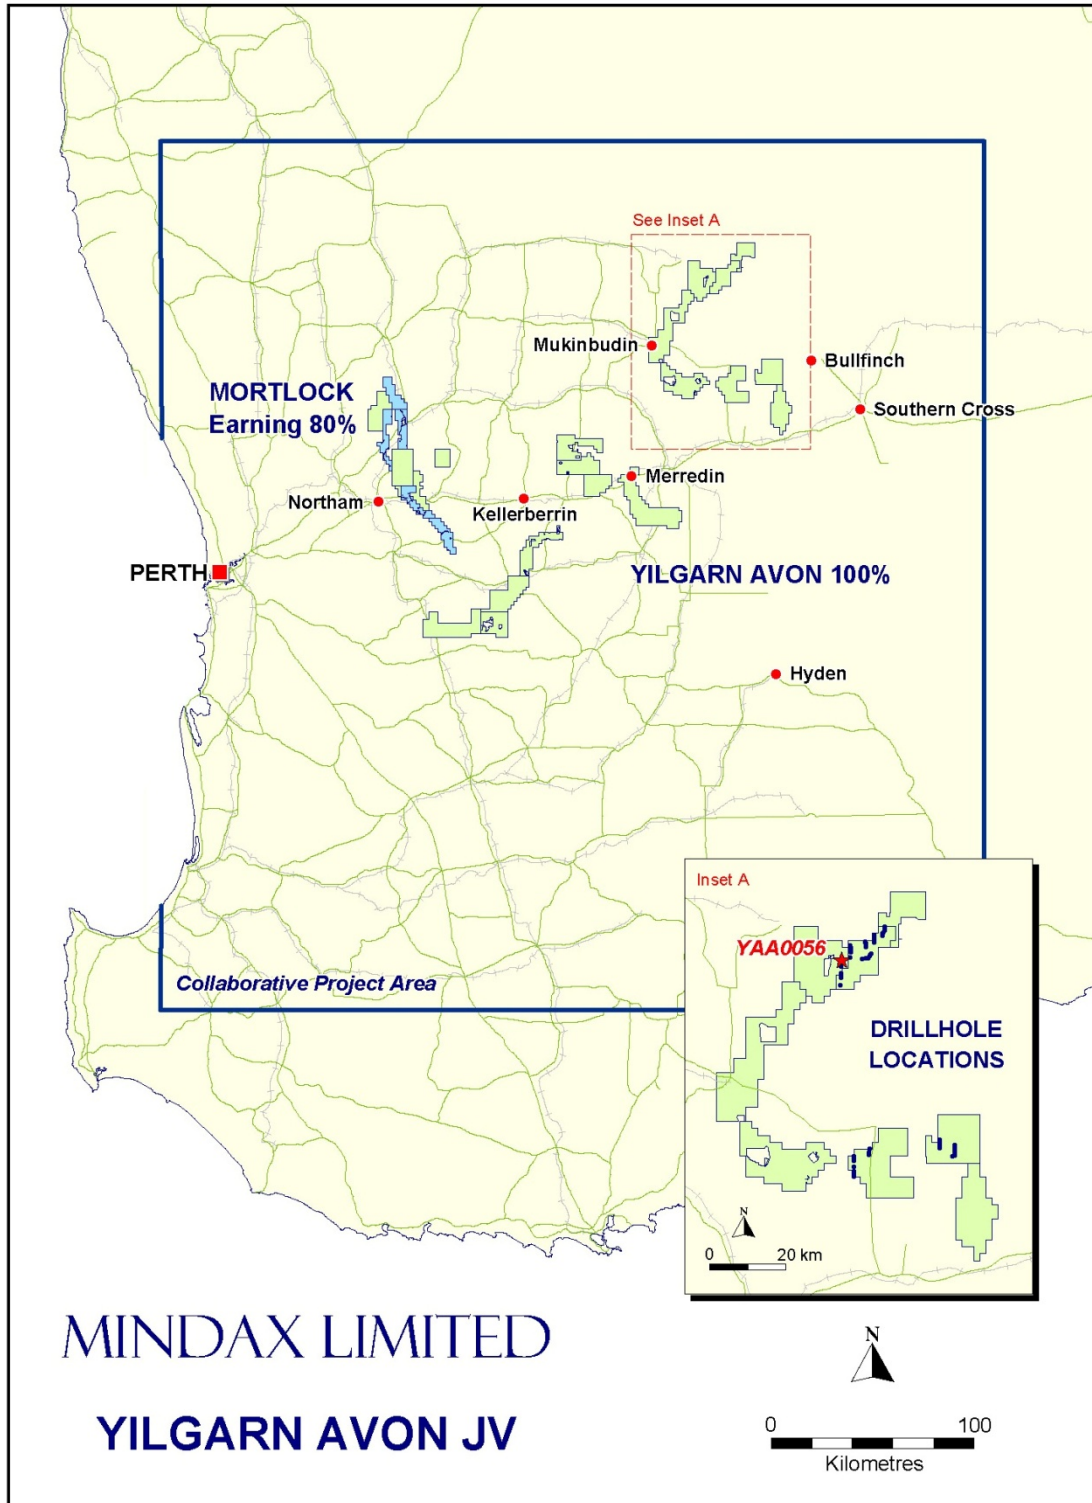 See Inset A
Mukinbudin
Bullfinch
MORTLOCK
Earning 80%
Southern Cross
Merredin
Northam
Kellerberrin
PERTH
YILGARN AVON 100%
Hyden
Inset A
YAA0056
Collaborative Project Area
DRILLHOLE
LOCATIONS
N
0 20 km
MINDAX LIMITED
N
YILGARN AVON JV
0 100
Kilometres